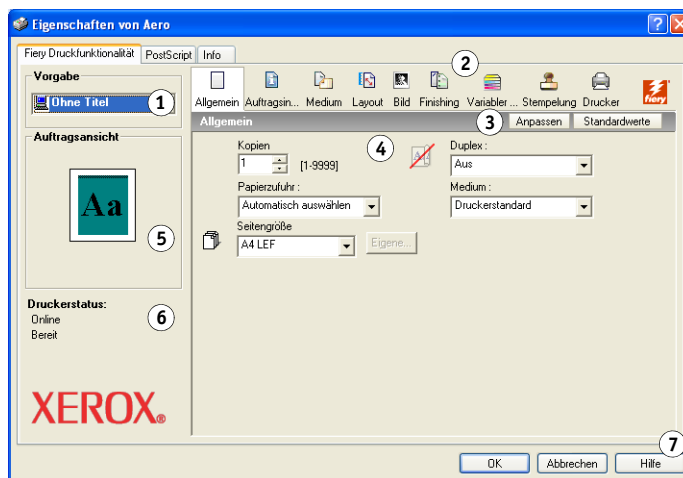 Eigenschaften von Aero
Fiery Druckfunktionalität PostScript Info
Vorgabe
Ohne Titel 1
Auftragsansicht
Aa
5
Druckerstatus:
Online
Bereit
6
XEROX®
2
Allgemein Auftragsin... Medium Layout Bild Finishing Variabler ... Stempelung Drucker
fiery
Allgemein 3 Anpassen Standardwerte
4
Kopien
1 [1-9999]
Duplex :
Aus
Papierzufuhr :
Automatisch auswählen
Medium :
Druckerstandard
Seitengröße
A4 LEF Eigene...
7
OK Abbrechen Hilfe